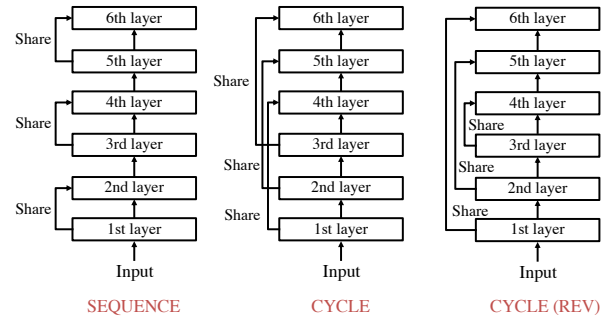 6th layer
Share
5th layer
4th layer
Share
3rd layer
2nd layer
Share
1st layer
Input
SEQUENCE
6th layer
Share
5th layer
4th layer
3rd layer
Share
2nd layer
Share
1st layer
Input
CYCLE
6th layer
5th layer
4th layer
Share
3rd layer
Share
2nd layer
Share
1st layer
Input
CYCLE (REV)